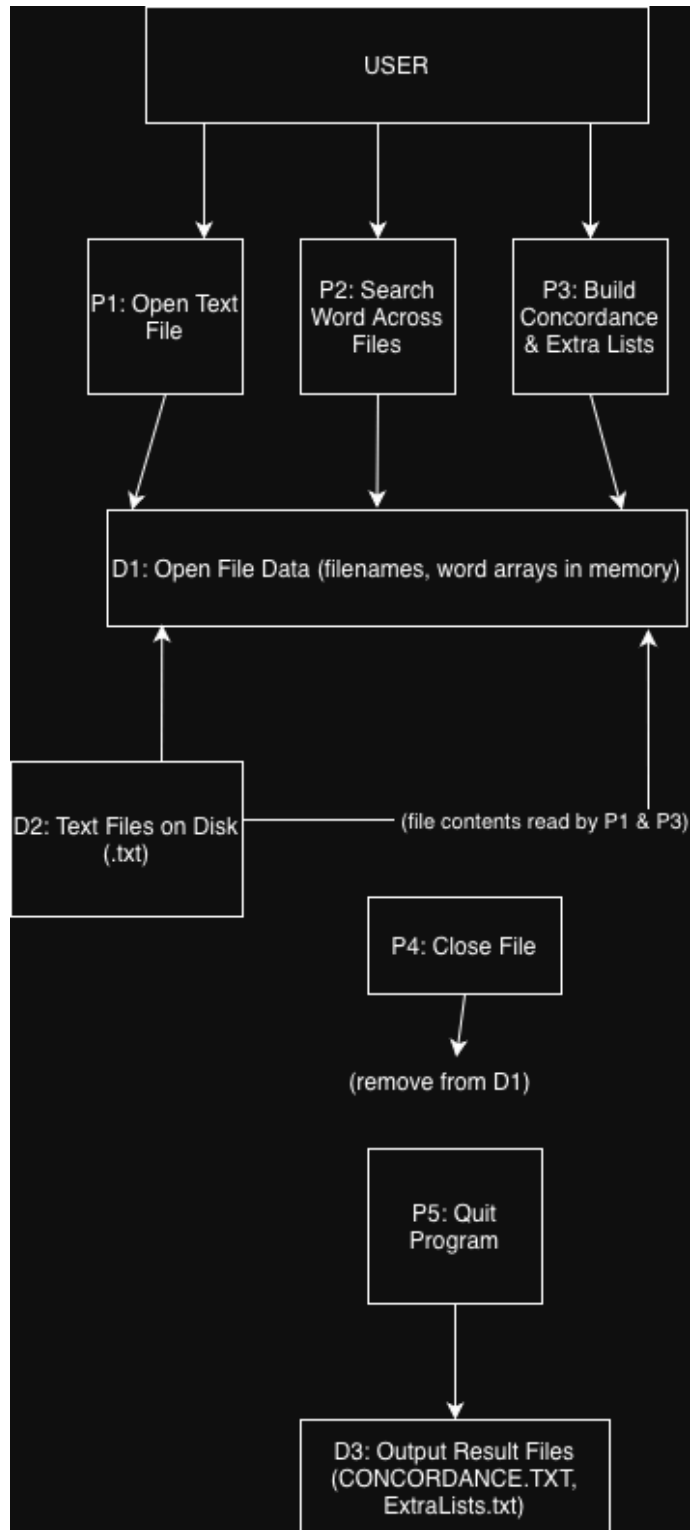 USER
P1: Open Text
File
P2: Search
Word Across
Files
P3: Build
Concordance
& Extra Lists
D1: Open File Data (filenames, word arrays in memory)
D2: Text Files on Disk
(.txt)
(file contents read by P1 & P3)
P4: Close File
(remove from D1)
P5: Quit
Program
D3: Output Result Files
(CONCORDANCE.TXT,
ExtraLists.txt)